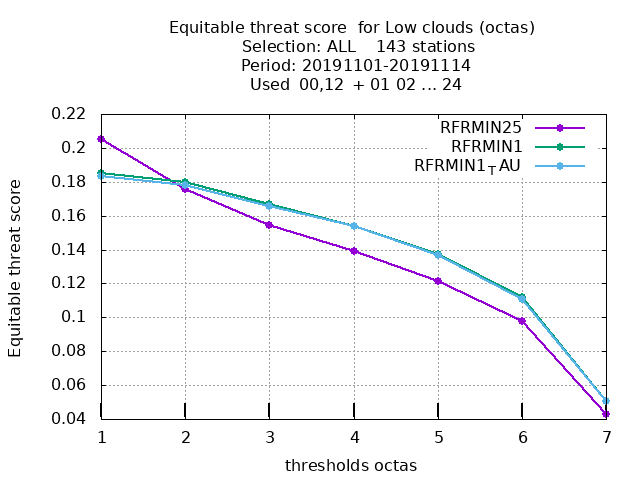 Equitable threat score  for Low clouds (octas)
Selection: ALL    143 stations
Period: 20191101-20191114
Used  00,12  + 01 02 ... 24
RFRMIN25
RFRMIN1
RFRMIN1TAU
0.22
0.2
0.18
0.16
0.14
0.12
0.1
0.08
0.06
0.04
Equitable threat score
1 2 3 4 5 6 7
thresholds octas